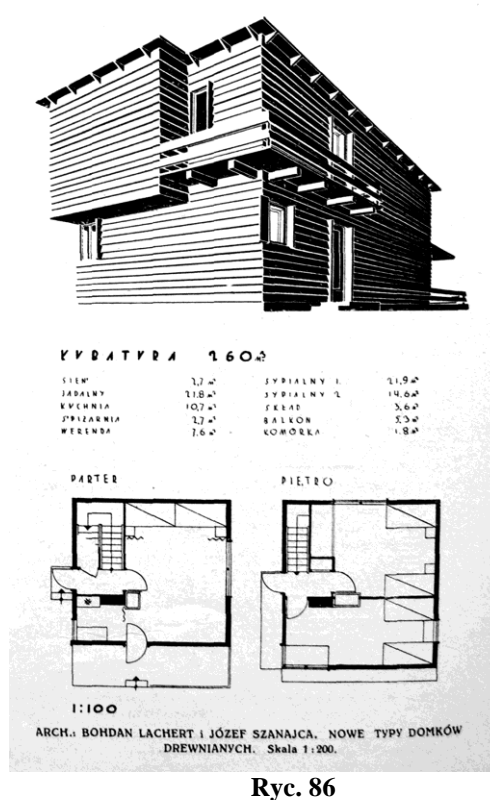 KUBATURA 260 m³
SIEŃ 2,7 m²
JADALNY 21,8 m²
KUCHNIA 10,7 m²
SPIŻARNIA 2,7 m²
WERENDA 7,6 m²
SYPIALNY 1. 21,9 m²
SYPIALNY 2 14,6 m²
SKŁAD 3,6 m²
BALKON 5,3 m²
KOMÓRKA 1.8 m²
PARTER
PIĘTRO
1:100
ARCH.: BOHDAN LACHERT i JÓZEF SZANAJCA. NOWE TYPY DOMKÓW
DREWNIANYCH. Skala 1:200.
Ryc. 86